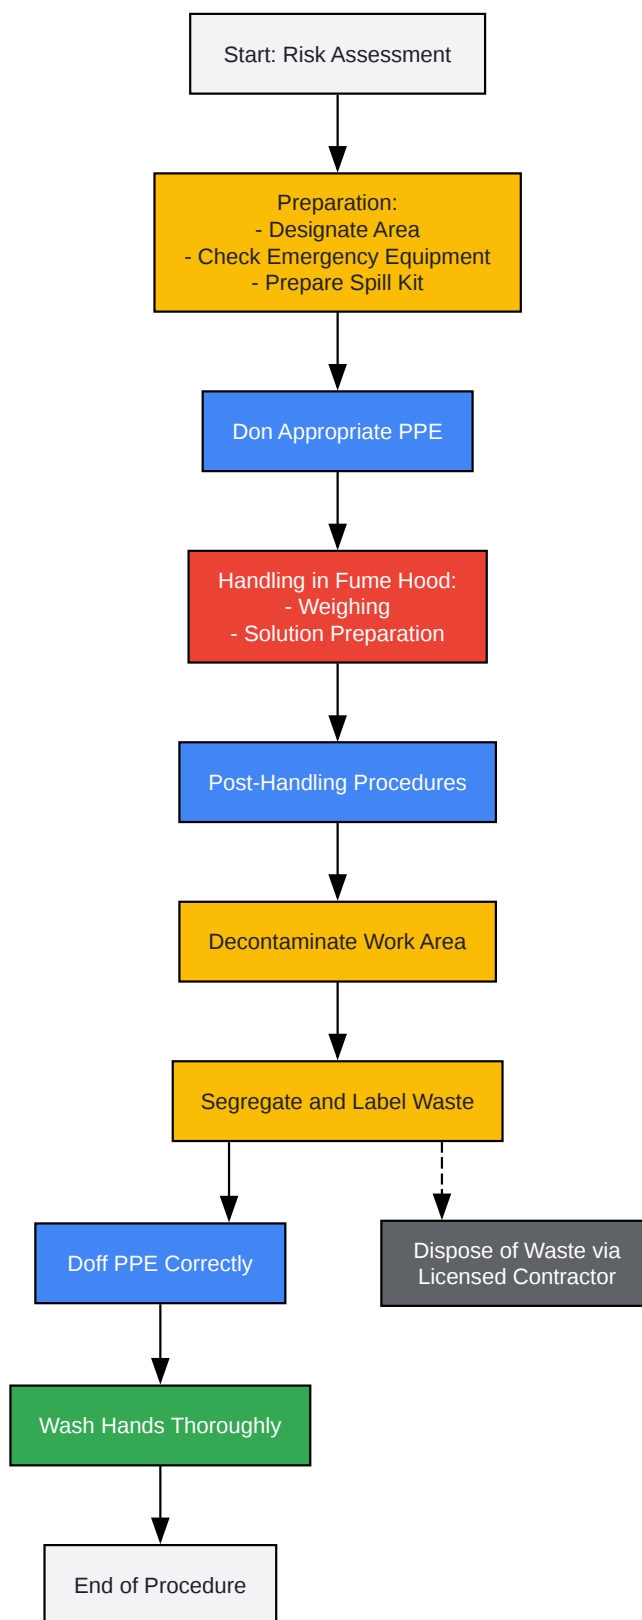 Start: Risk Assessment
Preparation:
- Designate Area
- Check Emergency Equipment
- Prepare Spill Kit
Don Appropriate PPE
Handling in Fume Hood:
- Weighing
- Solution Preparation
Post-Handling Procedures
Decontaminate Work Area
Segregate and Label Waste
Doff PPE Correctly
Dispose of Waste via
Licensed Contractor
Wash Hands Thoroughly
End of Procedure